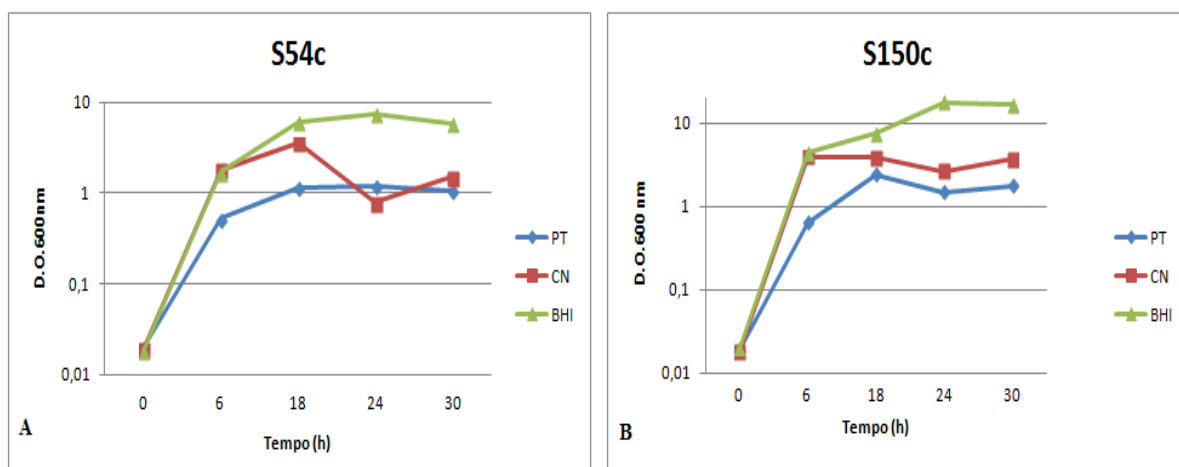 S54c
10
1
0,1
0,01
D.O.600nm
0 6 18 24 30
Tempo (h)
PT
CN
BHI
A
S150c
10
1
0,1
0,01
D.O.600 nm
0 6 18 24 30
Tempo (h)
PT
CN
BHI
B